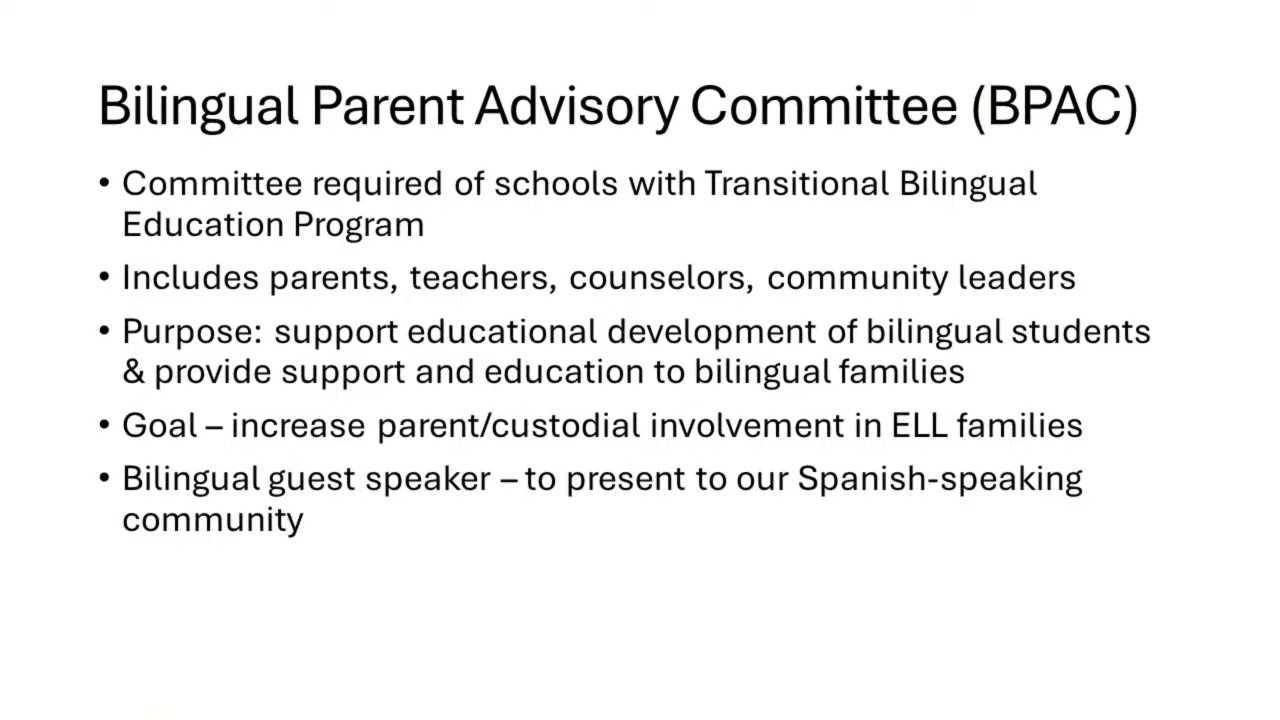 Bilingual Parent Advisory Committee (BPAC)
• Committee required of schools with Transitional Bilingual
Education Program
• Includes parents, teachers, counselors, community leaders
• Purpose: support educational development of bilingual students
& provide support and education to bilingual families
• Goal – increase parent/custodial involvement in ELL families
• Bilingual guest speaker – to present to our Spanish-speaking
community